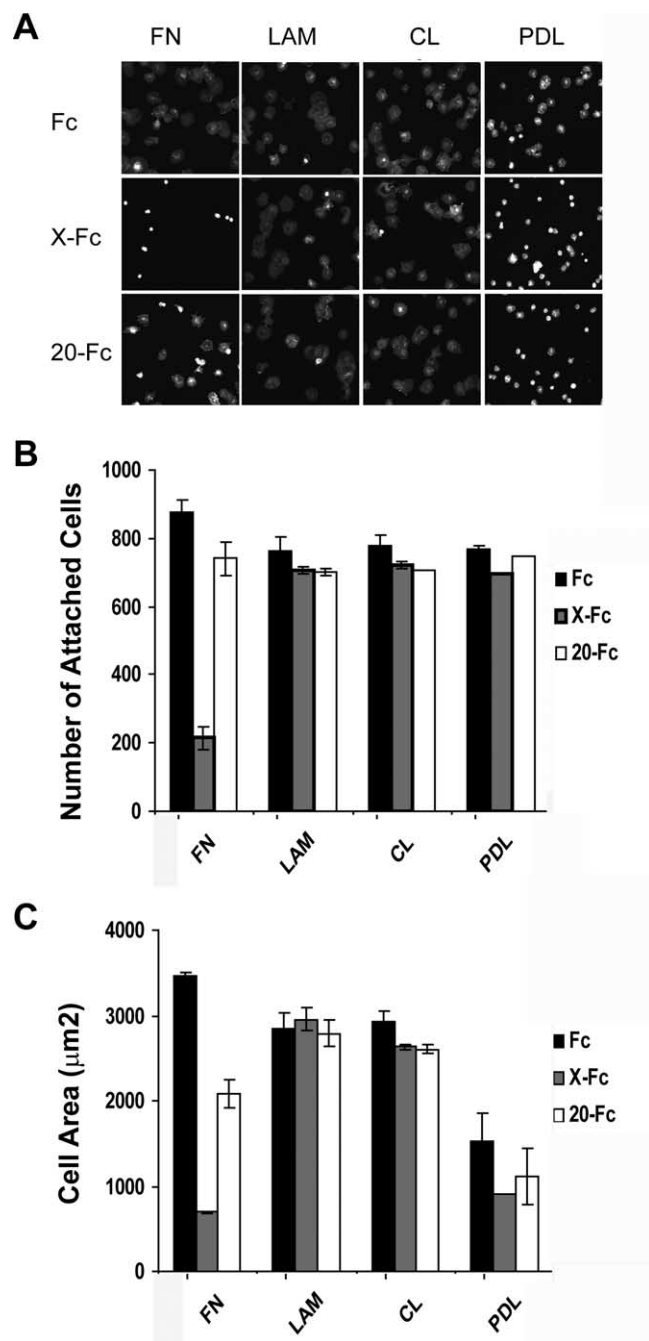 A
FN LAM CL PDL
Fc
X-Fc
20-Fc
B
Number of Attached Cells
1000
800
600
400
200
0
FN LAM CL PDL
Fc
X-Fc
20-Fc
C
Cell Area (μm2)
4000
3000
2000
1000
0
FN LAM CL PDL
Fc
X-Fc
20-Fc